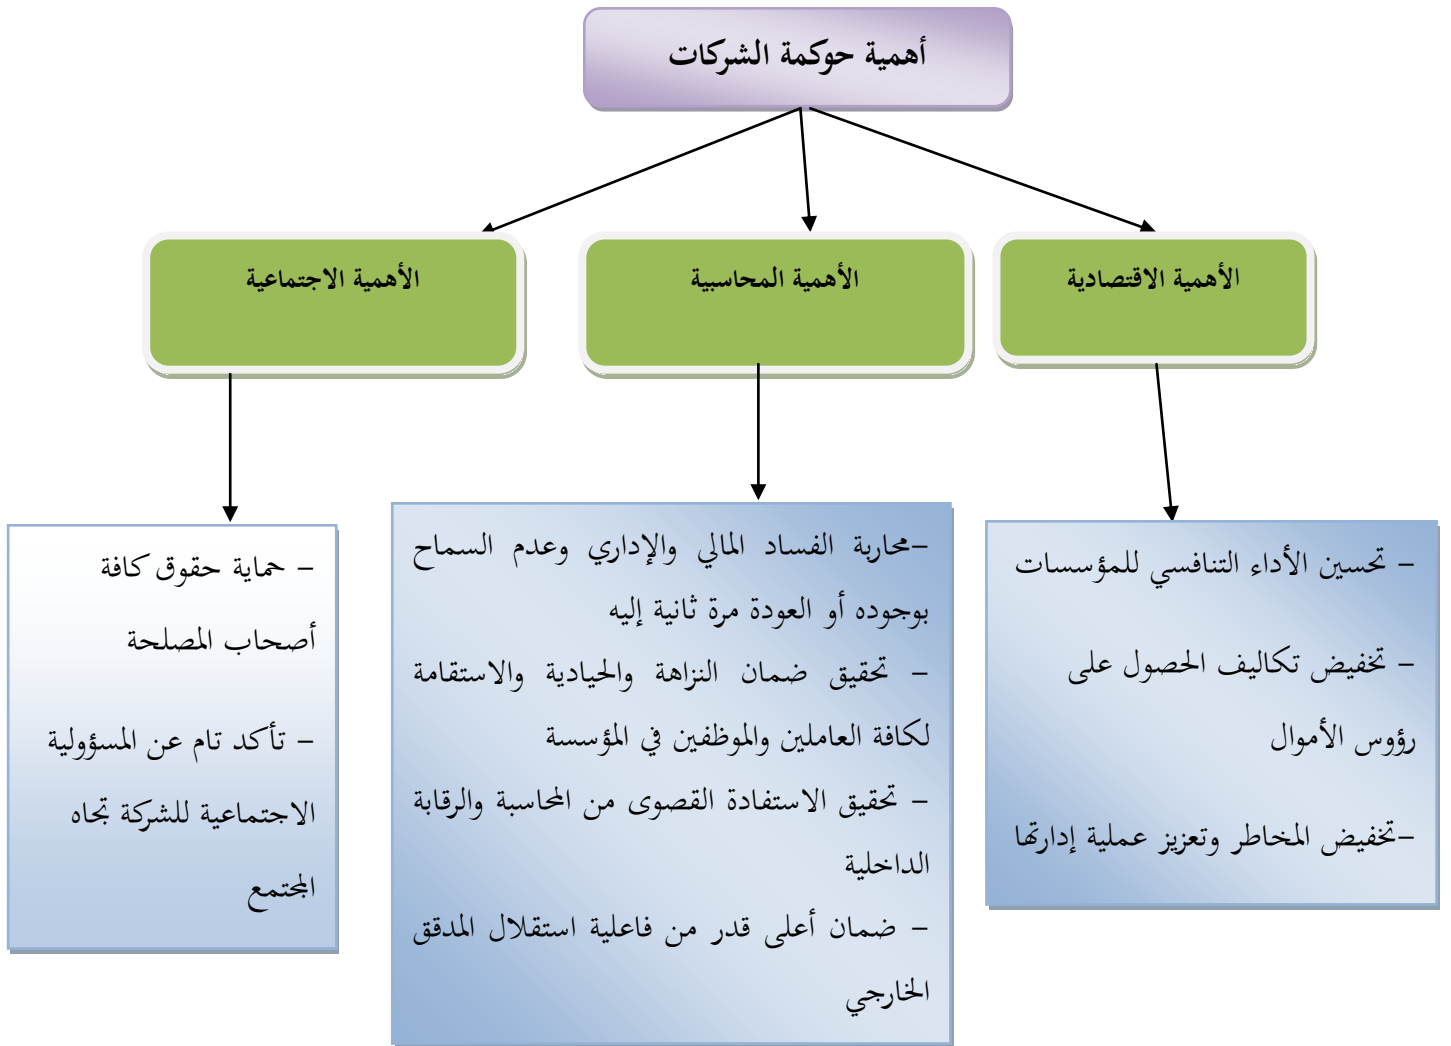 أهمية حوكمة الشركات
الأهمية الاقتصادية
الأهمية المحاسبية
الأهمية الاجتماعية
– تحسين الأداء التنافسي للمؤسسات
– تخفيض تكاليف الحصول على
رؤوس الأموال
–تخفيض المخاطر وتعزيز عملية إدارتها
–محاربة الفساد المالي والإداري وعدم السماح
بوجوده أو العودة مرة ثانية إليه
– تحقيق ضمان النزاهة والحيادية والاستقامة
لكافة العاملين والموظفين في المؤسسة
– تحقيق الاستفادة القصوى من المحاسبة والرقابة
الداخلية
– ضمان أعلى قدر من فاعلية استقلال المدقق
الخارجي
– حماية حقوق كافة
أصحاب المصلحة
– تأكد تام عن المسؤولية
الاجتماعية للشركة تجاه
المجتمع